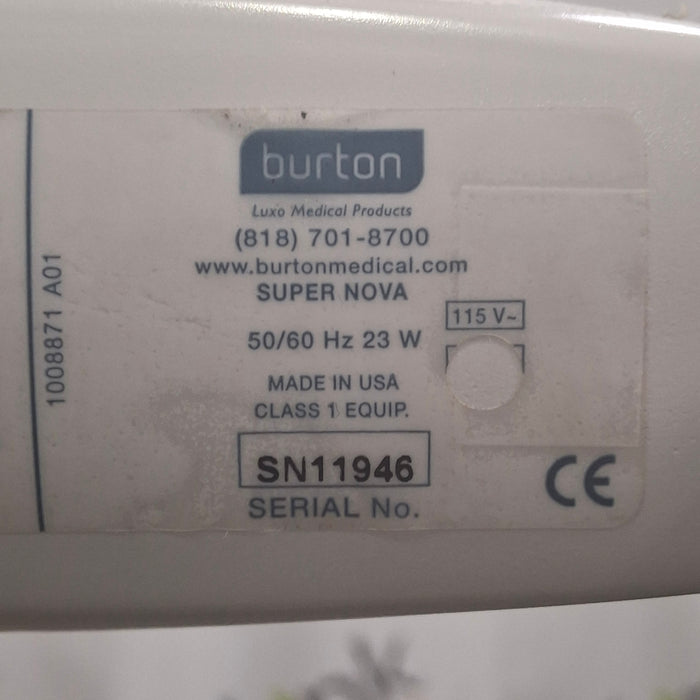 burton
Luxo Medical Products
(818) 701-8700
www.burtonmedical.com
SUPER NOVA
115 V~
50/60 Hz 23 W
MADE IN USA
CLASS 1 EQUIP.
SN11946
SERIAL No.
CE
1008871 A01